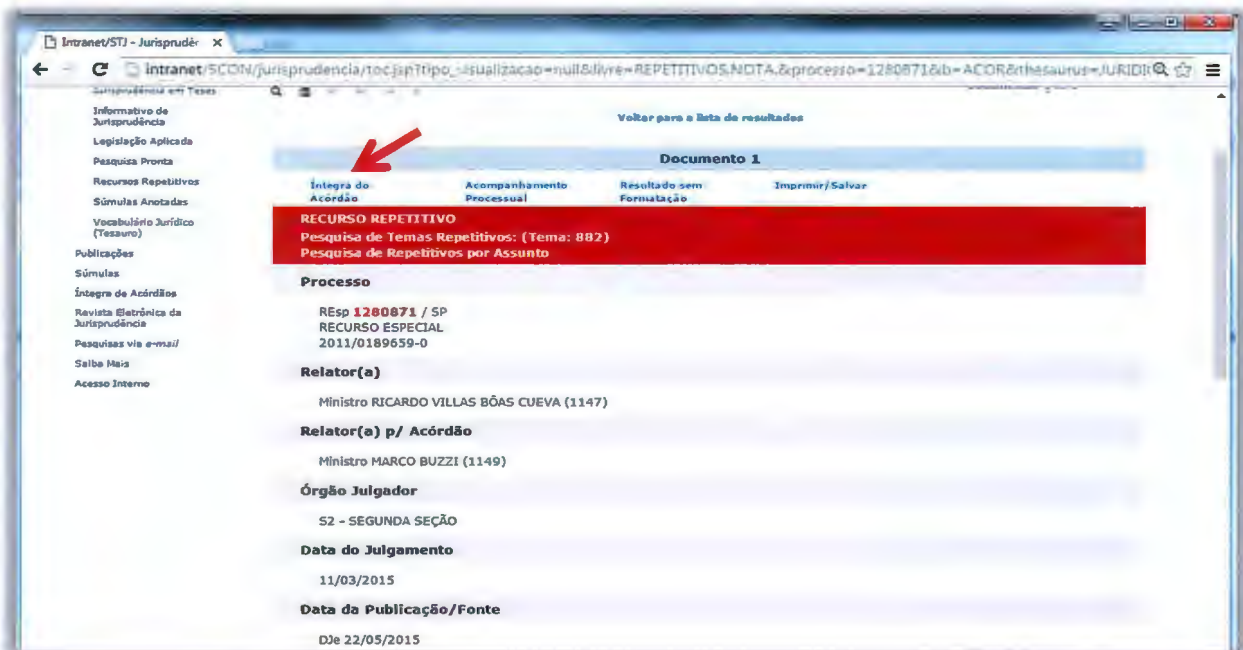 Intranet/STJ - Jurisprudên
intranet/SCON/jurisprudencia/toc.jsp?tipo_visualizacao=null&livre=REPETITIVOS.NOTA.&processo=1280871&b=ACOR&thesaurus=JURIDI
Jurisprudência em Teses
Informativo de
Jurisprudência
Voltar para a lista de resultados
Legislação Aplicada
Pesquisa Pronta
Documento 1
Recursos Repetitivos
Súmulas Anotadas
Vocabulário Jurídico
(Tesauro)
Publicações
Súmulas
Íntegra de Acórdãos
Revista Eletrônica da
Jurisprudência
Pesquisas via e-mail
Saiba Mais
Acesso Interno
Íntegra do
Acórdão
Acompanhamento
Processual
Resultado sem
Formatação
Imprimir/Salvar
RECURSO REPETITIVO
Pesquisa de Temas Repetitivos: (Tema: 882)
Pesquisa de Repetitivos por Assunto
Processo
REsp 1280871 / SP
RECURSO ESPECIAL
2011/0189659-0
Relator(a)
Ministro RICARDO VILLAS BÔAS CUEVA (1147)
Relator(a) p/ Acórdão
Ministro MARCO BUZZI (1149)
Órgão Julgador
S2 - SEGUNDA SEÇÃO
Data do Julgamento
11/03/2015
Data da Publicação/Fonte
DJe 22/05/2015